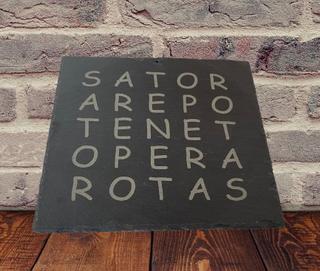 SATOR
AREPO
TENET
OPERA
ROTAS